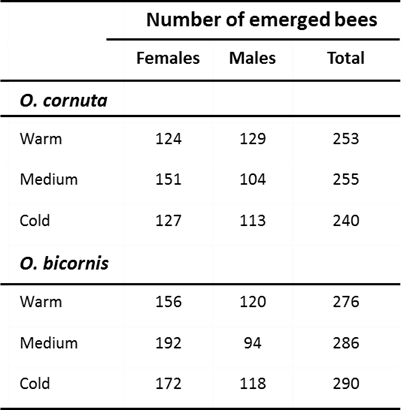 Number of emerged bees
Females Males Total
O. cornuta
Warm 124 129 253
Medium 151 104 255
Cold 127 113 240
O. bicornis
Warm 156 120 276
Medium 192 94 286
Cold 172 118 290